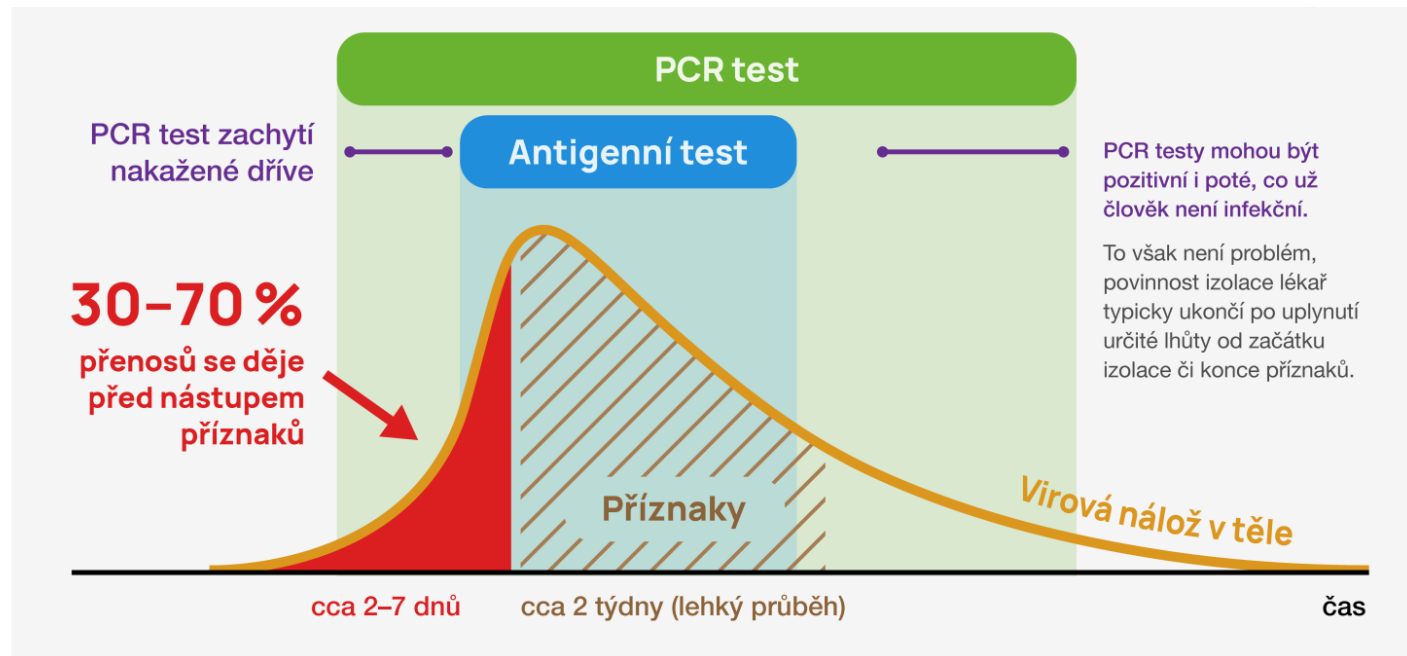 PCR test
Antigenní test
PCR test zachytí
nakažené dříve
PCR testy mohou být
pozitivní i poté, co už
člověk není infekční.
To však není problém,
povinnost izolace lékař
typicky ukončí po uplynutí
určité lhůty od začátku
izolace či konce příznaků.
30–70 %
přenosů se děje
před nástupem
příznaků
Příznaky
Virová nálož v těle
cca 2–7 dnů
cca 2 týdny (lehký průběh)
čas